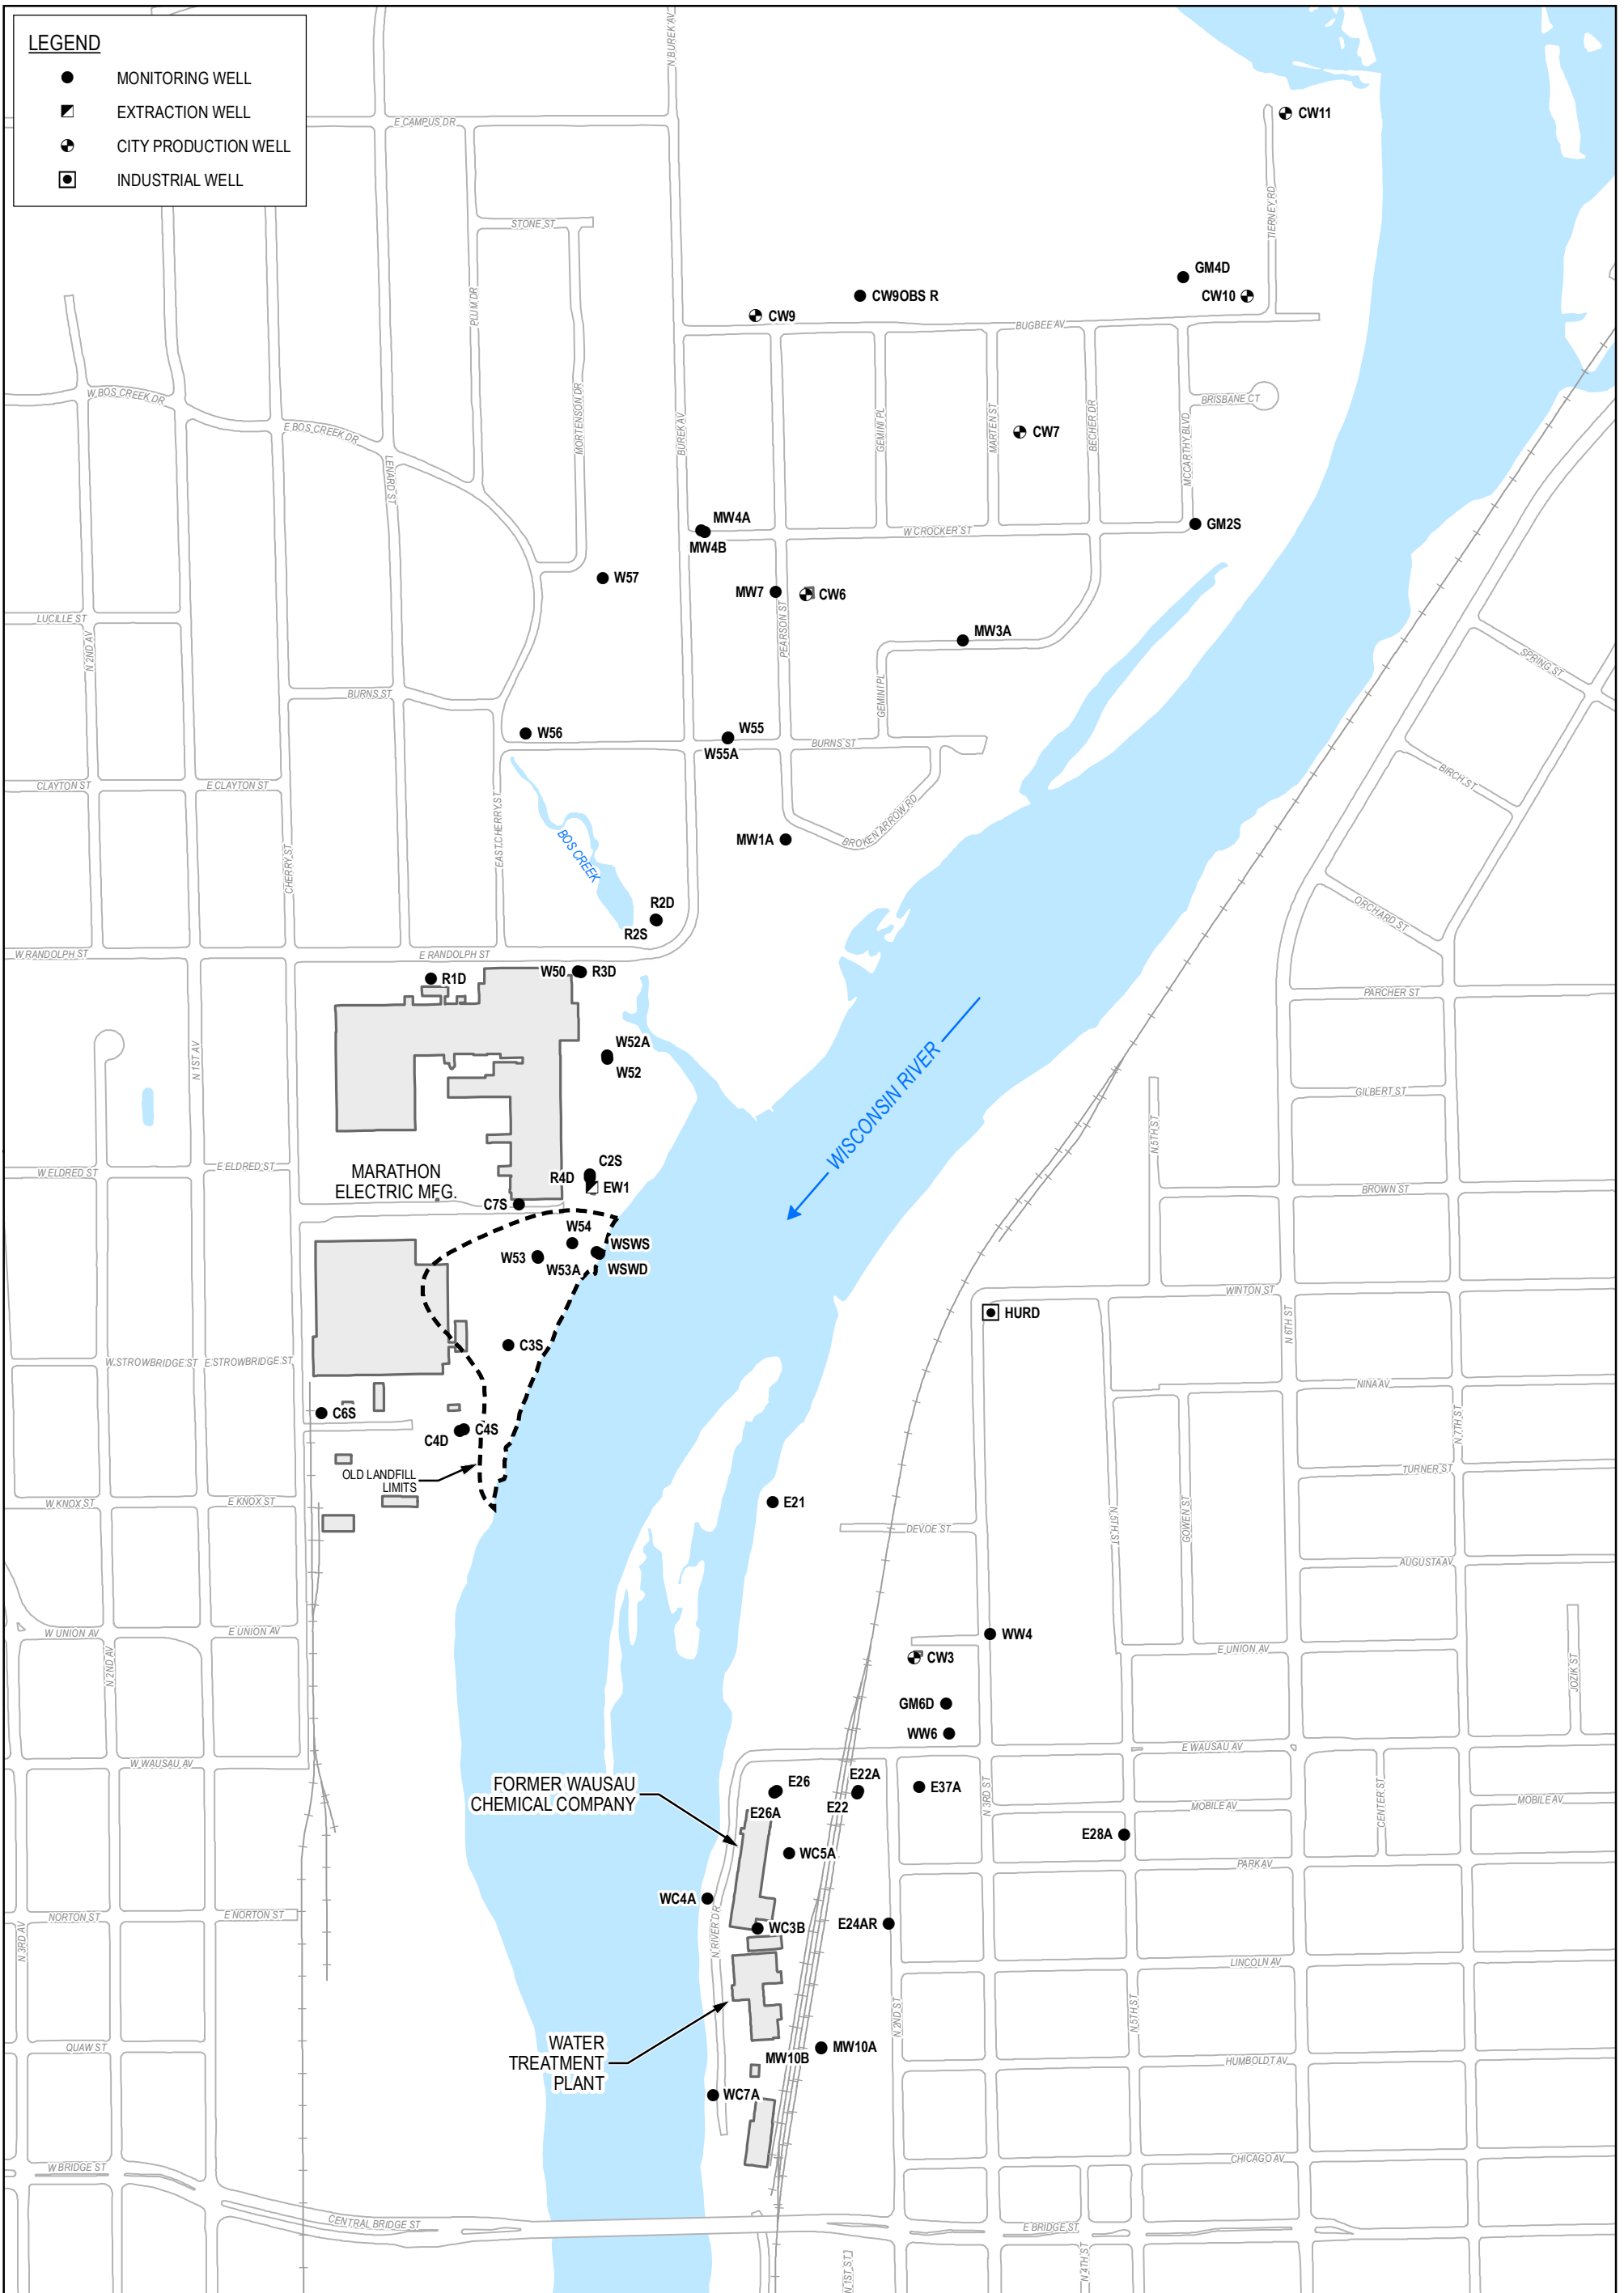 LEGEND
MONITORING WELL
EXTRACTION WELL
CITY PRODUCTION WELL
INDUSTRIAL WELL
N BUREK AV
E CAMPUS DR
CW11
STONE ST
TIERNEY RD
GM4D
CW9OBS R
CW10
PLUM DR
CW9
BUGBEE AV
W BOS CREEK DR
E BOS CREEK DR
MORTENSON DR
BUREK AV
GEMINI PL
MARTEN ST
CW7
BECHER DR
MCCARTHY BLVD
BRISBANE CT
LENARD ST
MW4A
MW4B
W CROCKER ST
GM2S
W57
MW7
CW6
LUCILLE ST
N 2ND AV
PEARSON ST
MW3A
SPRING ST
BURNS ST
GEMINI PL
W56
W55
W55A
BURNS ST
CLAYTON ST
E CLAYTON ST
BIRCH ST
CHERRY ST
EAST CHERRY ST
BOS CREEK
MW1A
BROKEN ARROW RD
R2D
R2S
ORCHARD ST
W RANDOLPH ST
E RANDOLPH ST
R1D
W50
R3D
PARCHER ST
N 1ST AV
W52A
W52
WISCONSIN RIVER
GILBERT ST
N 5TH ST
W ELDRED ST
E ELDRED ST
MARATHON
ELECTRIC MFG.
C2S
R4D
EW1
BROWN ST
C7S
W54
W53
W53A
WSWS
WSWD
WINTON ST
HURD
N 6TH ST
C3S
W STROWBRIDGE ST
E STROWBRIDGE ST
NINA AV
C6S
C4S
C4D
N 7TH ST
OLD LANDFILL
LIMITS
TURNER ST
W KNOX ST
E KNOX ST
E21
DEVOE ST
N 5TH ST
GOWEN ST
AUGUSTA AV
W UNION AV
E UNION AV
WW4
E UNION AV
N 2ND AV
CW3
JOZIK ST
GM6D
WW6
W WAUSAU AV
E WAUSAU AV
FORMER WAUSAU
CHEMICAL COMPANY
E26
E26A
E22A
E22
E37A
N 3RD ST
MOBILE AV
CENTER ST
MOBILE AV
E28A
WC5A
PARK AV
WC4A
NORTON ST
E NORTON ST
N 3RD AV
N RIVER DR
WC3B
E24AR
LINCOLN AV
N 2ND ST
N 5TH ST
QUAW ST
WATER
TREATMENT
PLANT
MW10B
MW10A
HUMBOLDT AV
WC7A
W BRIDGE ST
CHICAGO AV
CENTRAL BRIDGE ST
E BRIDGE ST
N 1ST ST
N 4TH ST